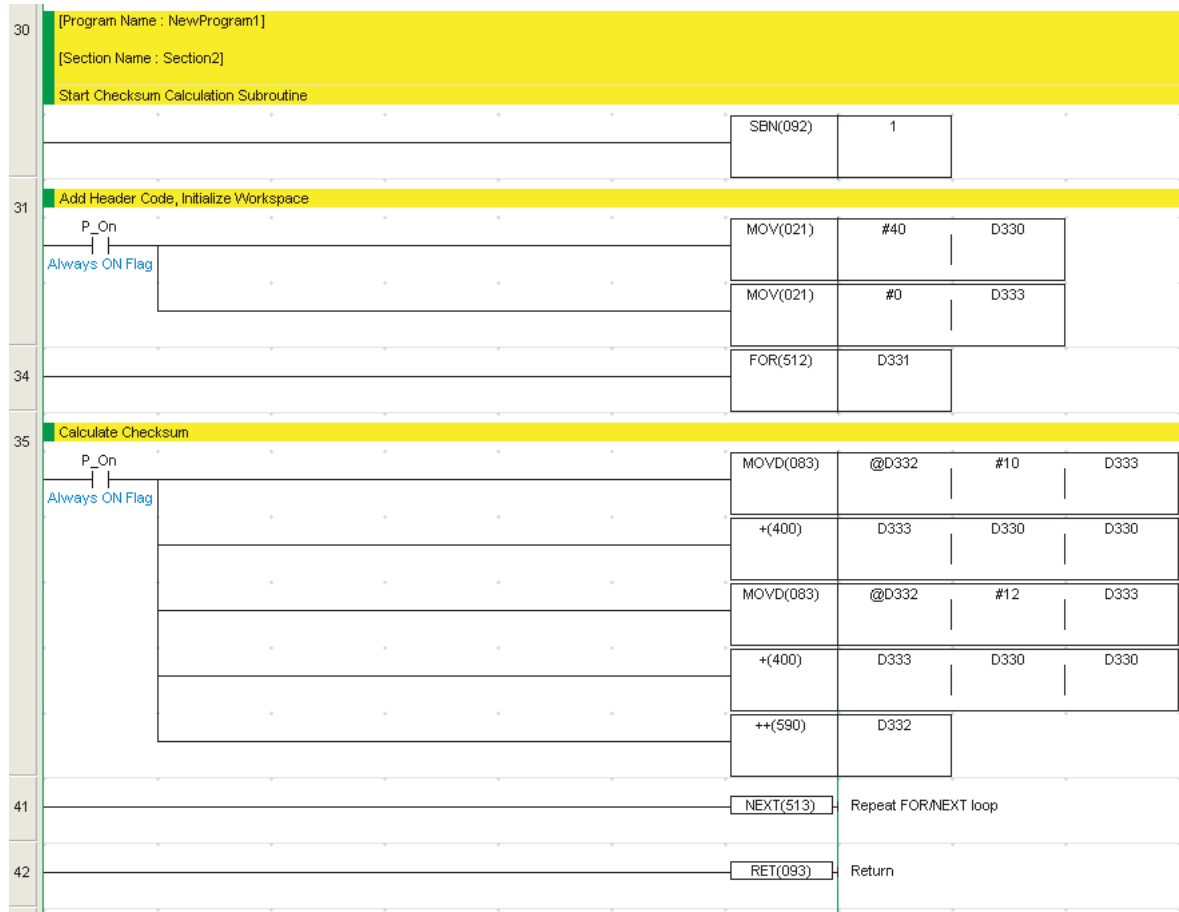 30
[Program Name : NewProgram1]
[Section Name : Section2]
Start Checksum Calculation Subroutine
SBN(092) 1
31
Add Header Code, Initialize Workspace
P_On
MOV(021) #40 D330
Always ON Flag
MOV(021) #0 D333
34
FOR(512) D331
35
Calculate Checksum
P_On
MOVD(083) @D332 #10 D333
Always ON Flag
+(400) D333 D330 D330
MOVD(083) @D332 #12 D333
+(400) D333 D330 D330
++(590) D332
41
NEXT(513) Repeat FOR/NEXT loop
42
RET(093) Return